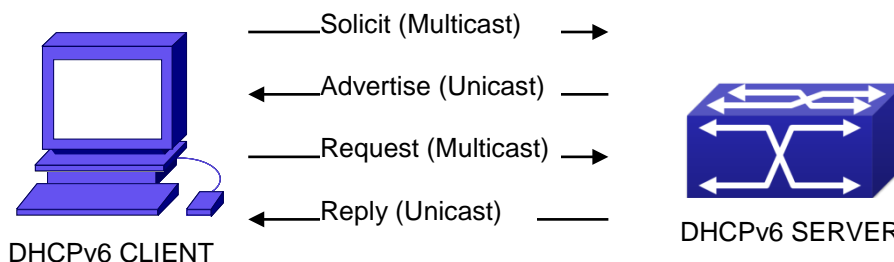 Solicit (Multicast)
Advertise (Unicast)
Request (Multicast)
Reply (Unicast)
DHCPv6 CLIENT
DHCPv6 SERVER